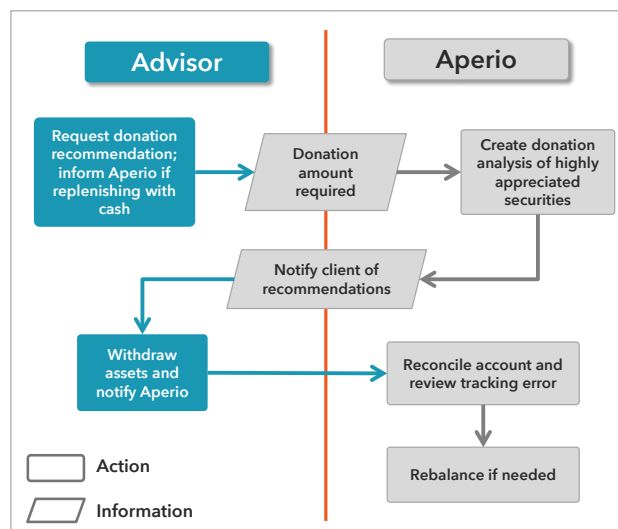 Advisor
Aperio
Request donation
recommendation;
inform Aperio if
replenishing with
cash
Donation
amount
required
Create donation
analysis of highly
appreciated
securities
Notify client of
recommendations
Withdraw
assets and
notify Aperio
Reconcile account and
review tracking error
Rebalance if needed
Action
Information